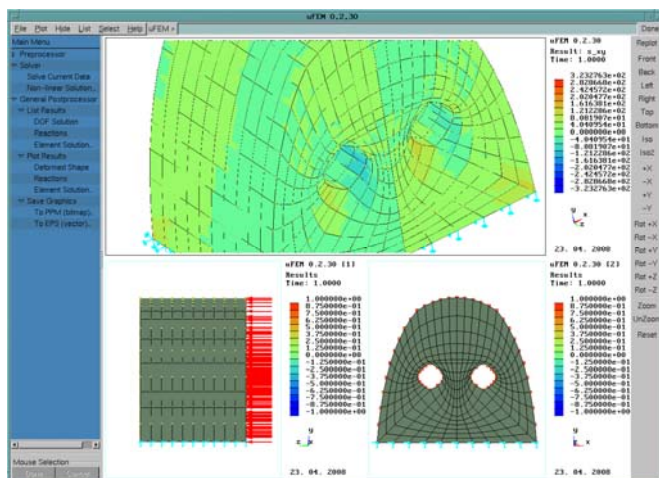 uFEM 0.2.30
File Plot Hide List Select Help uFEM >
Done
Main Menu
Preprocessor
Solver
Solve Current Data
Non-linear Solution..
General Postprocessor
List Results
DOF Solution
Reactions
Element Solution..
Plot Results
Deformed Shape
Reactions
Element Solution..
Save Graphics
To PPM (bitmap)..
To EPS (vector)..
Mouse Selection
uFEM 0.2.30
Result: s_xy
Time: 1.0000
3.232763e+02
2.828668e+02
2.424572e+02
2.020477e+02
1.616381e+02
1.212286e+02
8.081907e+01
4.040954e+01
0.000000e+00
-4.040954e+01
-8.081907e+01
-1.212286e+02
-1.616381e+02
-2.020477e+02
-2.424572e+02
-2.828668e+02
-3.232763e+02
y
x
z
23. 04. 2008
uFEM 0.2.30 [1]
Results
Time: 1.0000
1.000000e+00
8.750000e-01
7.500000e-01
6.250000e-01
5.000000e-01
3.750000e-01
2.500000e-01
1.250000e-01
0.000000e+00
-1.250000e-01
-2.500000e-01
-3.750000e-01
-5.000000e-01
-6.250000e-01
-7.500000e-01
-8.750000e-01
-1.000000e+00
y
z
23. 04. 2008
uFEM 0.2.30 [2]
Results
Time: 1.0000
1.000000e+00
8.750000e-01
7.500000e-01
6.250000e-01
5.000000e-01
3.750000e-01
2.500000e-01
1.250000e-01
0.000000e+00
-1.250000e-01
-2.500000e-01
-3.750000e-01
-5.000000e-01
-6.250000e-01
-7.500000e-01
-8.750000e-01
-1.000000e+00
y
x
23. 04. 2008
Replot
Front
Back
Left
Right
Top
Bottom
Iso
Iso2
+X
-X
+Y
-Y
Rot +X
Rot -X
Rot +Y
Rot -Y
Rot +Z
Rot -Z
Zoom
UnZoom
Reset